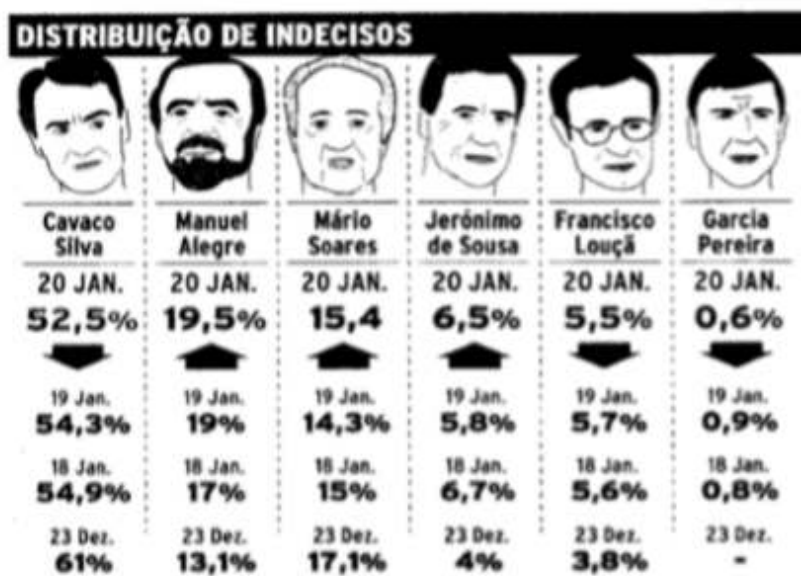 DISTRIBUIÇÃO DE INDECISOS
Cavaco Silva
Manuel Alegre
Mário Soares
Jerónimo de Sousa
Francisco Louçã
Garcia Pereira
20 JAN. 20 JAN. 20 JAN. 20 JAN. 20 JAN. 20 JAN.
52,5% 19,5% 15,4 6,5% 5,5% 0,6%
19 Jan. 19 Jan. 19 Jan. 19 Jan. 19 Jan. 19 Jan.
54,3% 19% 14,3% 5,8% 5,7% 0,9%
18 Jan. 18 Jan. 18 Jan. 18 Jan. 18 Jan. 18 Jan.
54,9% 17% 15% 6,7% 5,6% 0,8%
23 Dez. 23 Dez. 23 Dez. 23 Dez. 23 Dez. 23 Dez.
61% 13,1% 17,1% 4% 3,8% -